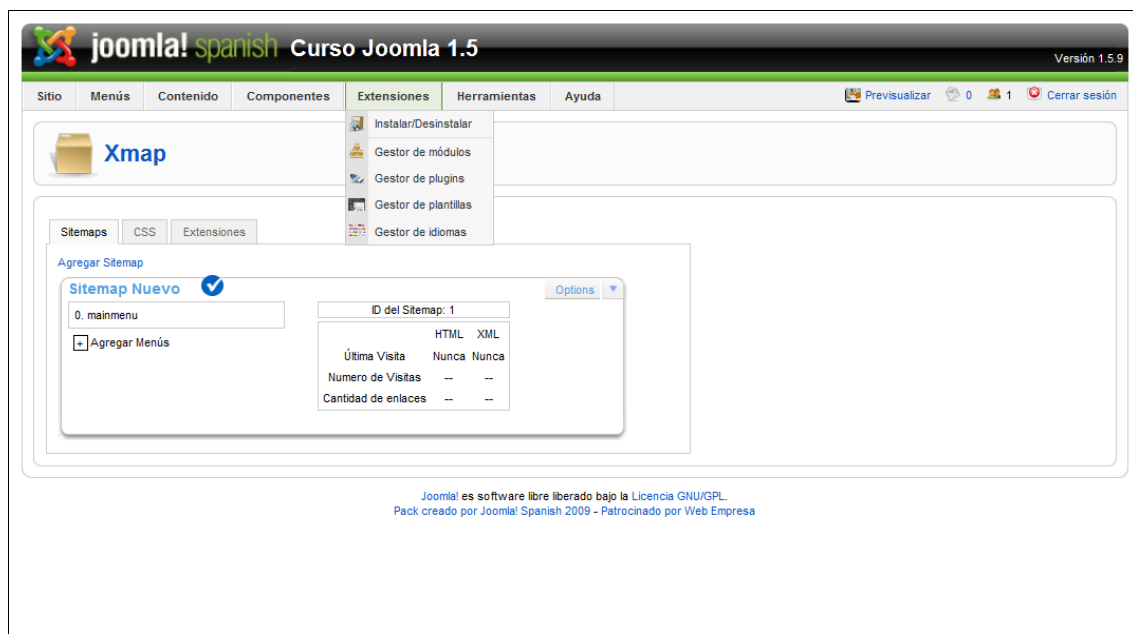 joomla! spanish Curso Joomla 1.5
Versión 1.5.9
Sitio Menús Contenido Componentes Extensiones Herramientas Ayuda Previsualizar 0 1 Cerrar sesión
Instalar/Desinstalar
Gestor de módulos
Gestor de plugins
Gestor de plantillas
Gestor de idiomas
Xmap
Sitemaps CSS Extensiones
Agregar Sitemap
Sitemap Nuevo Options
0. mainmenu
+ Agregar Menús
ID del Sitemap: 1
HTML XML
Última Visita Nunca Nunca
Numero de Visitas -- --
Cantidad de enlaces -- --
Joomla! es software libre liberado bajo la Licencia GNU/GPL.
Pack creado por Joomla! Spanish 2009 - Patrocinado por Web Empresa